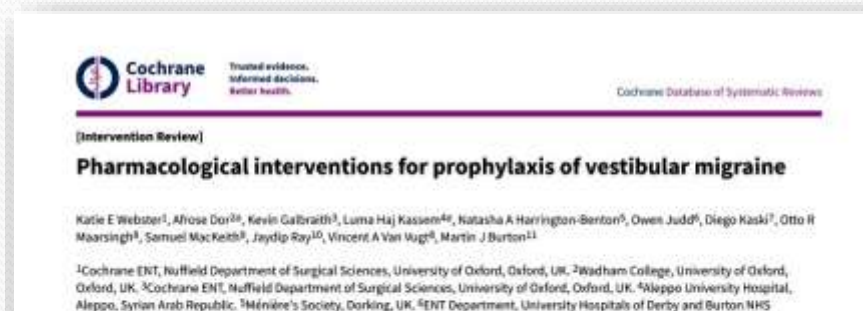 Cochrane
Library
Trusted evidence.
Informed decisions.
Better health.
Cochrane Database of Systematic Reviews
[Intervention Review]
Pharmacological interventions for prophylaxis of vestibular migraine
Katie E Webster1, Afrose Dor2a, Kevin Galbraith3, Luma Haj Kassem4a, Natasha A Harrington-Benton5, Owen Judd6, Diego Kaski7, Otto R
Maarsingh8, Samuel MacKeith9, Jaydip Ray10, Vincent A Van Vugt8, Martin J Burton11
1Cochrane ENT, Nuffield Department of Surgical Sciences, University of Oxford, Oxford, UK. 2Wadham College, University of Oxford,
Oxford, UK. 3Cochrane ENT, Nuffield Department of Surgical Sciences, University of Oxford, Oxford, UK. 4Aleppo University Hospital,
Aleppo, Syrian Arab Republic. 5Ménière's Society, Dorking, UK. 6ENT Department, University Hospitals of Derby and Burton NHS